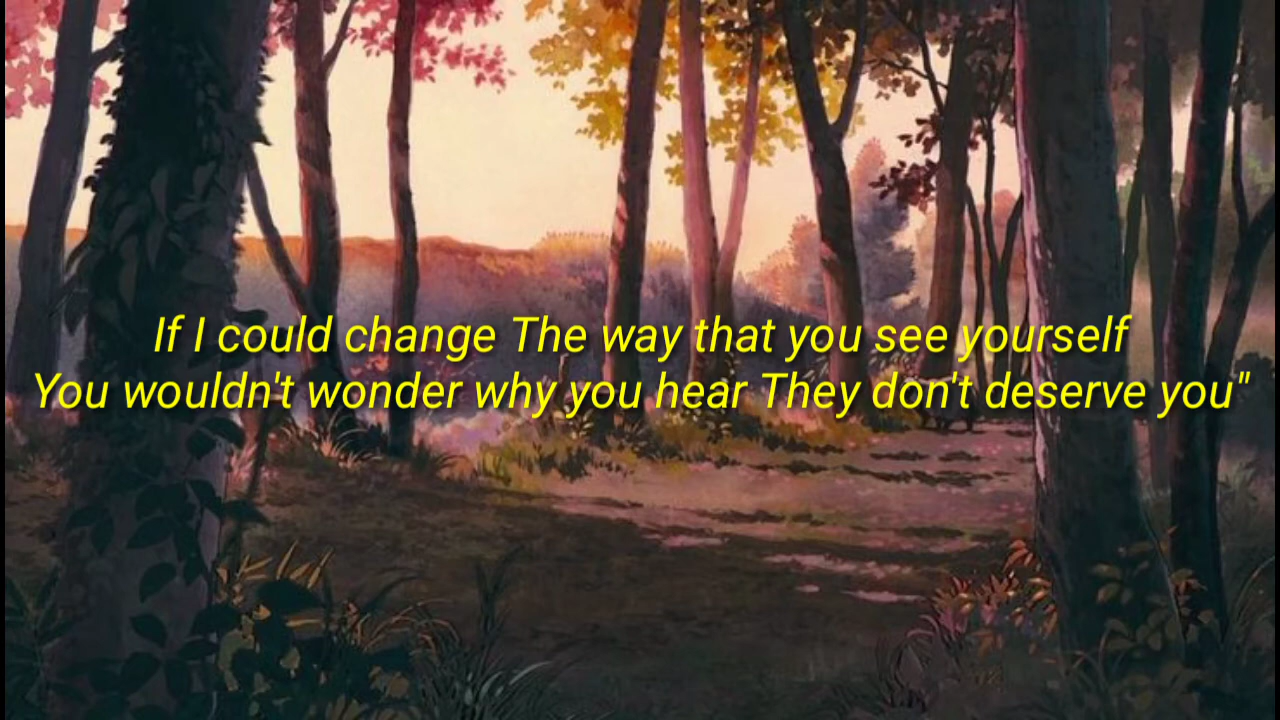 If I could change The way that you see yourself
You wouldn't wonder why you hear They don't deserve you"